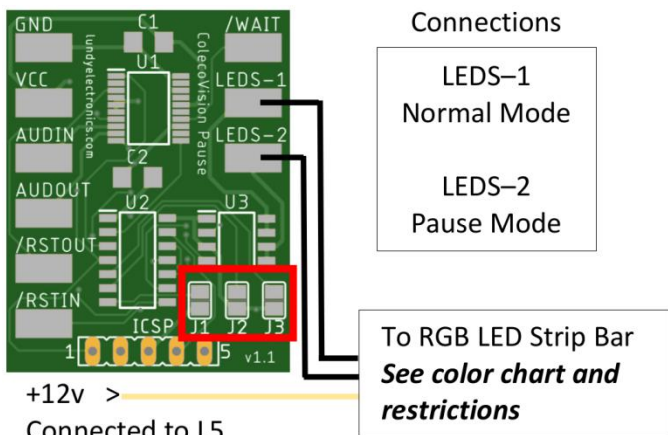 Connections
GND
C1
/WAIT
U1
VCC
LEDS-1
lundyelectronics.com
ColecoVision Pause
AUDIN
LEDS-2
C2
AUDOUT
U2
U3
/RSTOUT
/RSTIN
ICSP
J1
J2
J3
1
5
v1.1
LEDS–1
Normal Mode
LEDS–2
Pause Mode
To RGB LED Strip Bar
See color chart and
restrictions
+12v >
Connected to L5